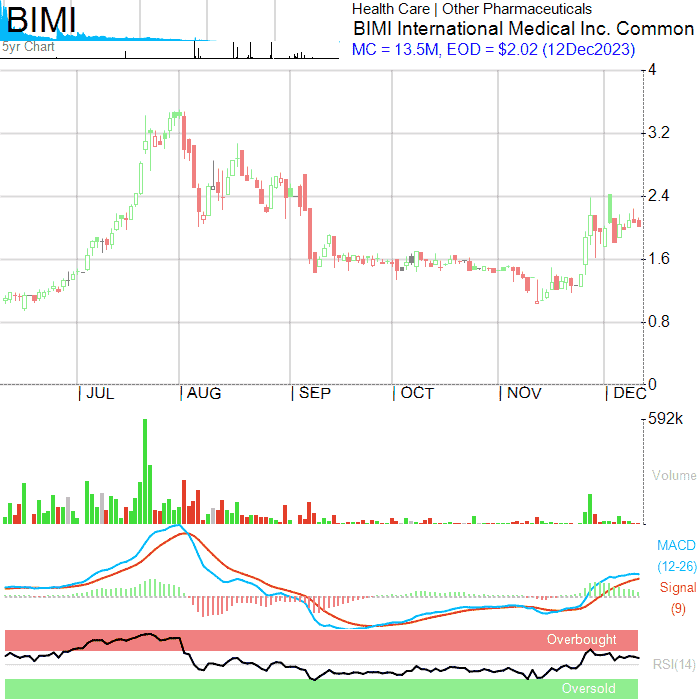 BIMI
5yr Chart
Health Care | Other Pharmaceuticals
BIMI International Medical Inc. Common
MC = 13.5M, EOD = $2.02 (12Dec2023)
4
3.2
2.4
1.6
0.8
0
JUL AUG SEP OCT NOV DEC
592k
Volume
MACD
(12-26)
Signal
(9)
Overbought
RSI(14)
Oversold